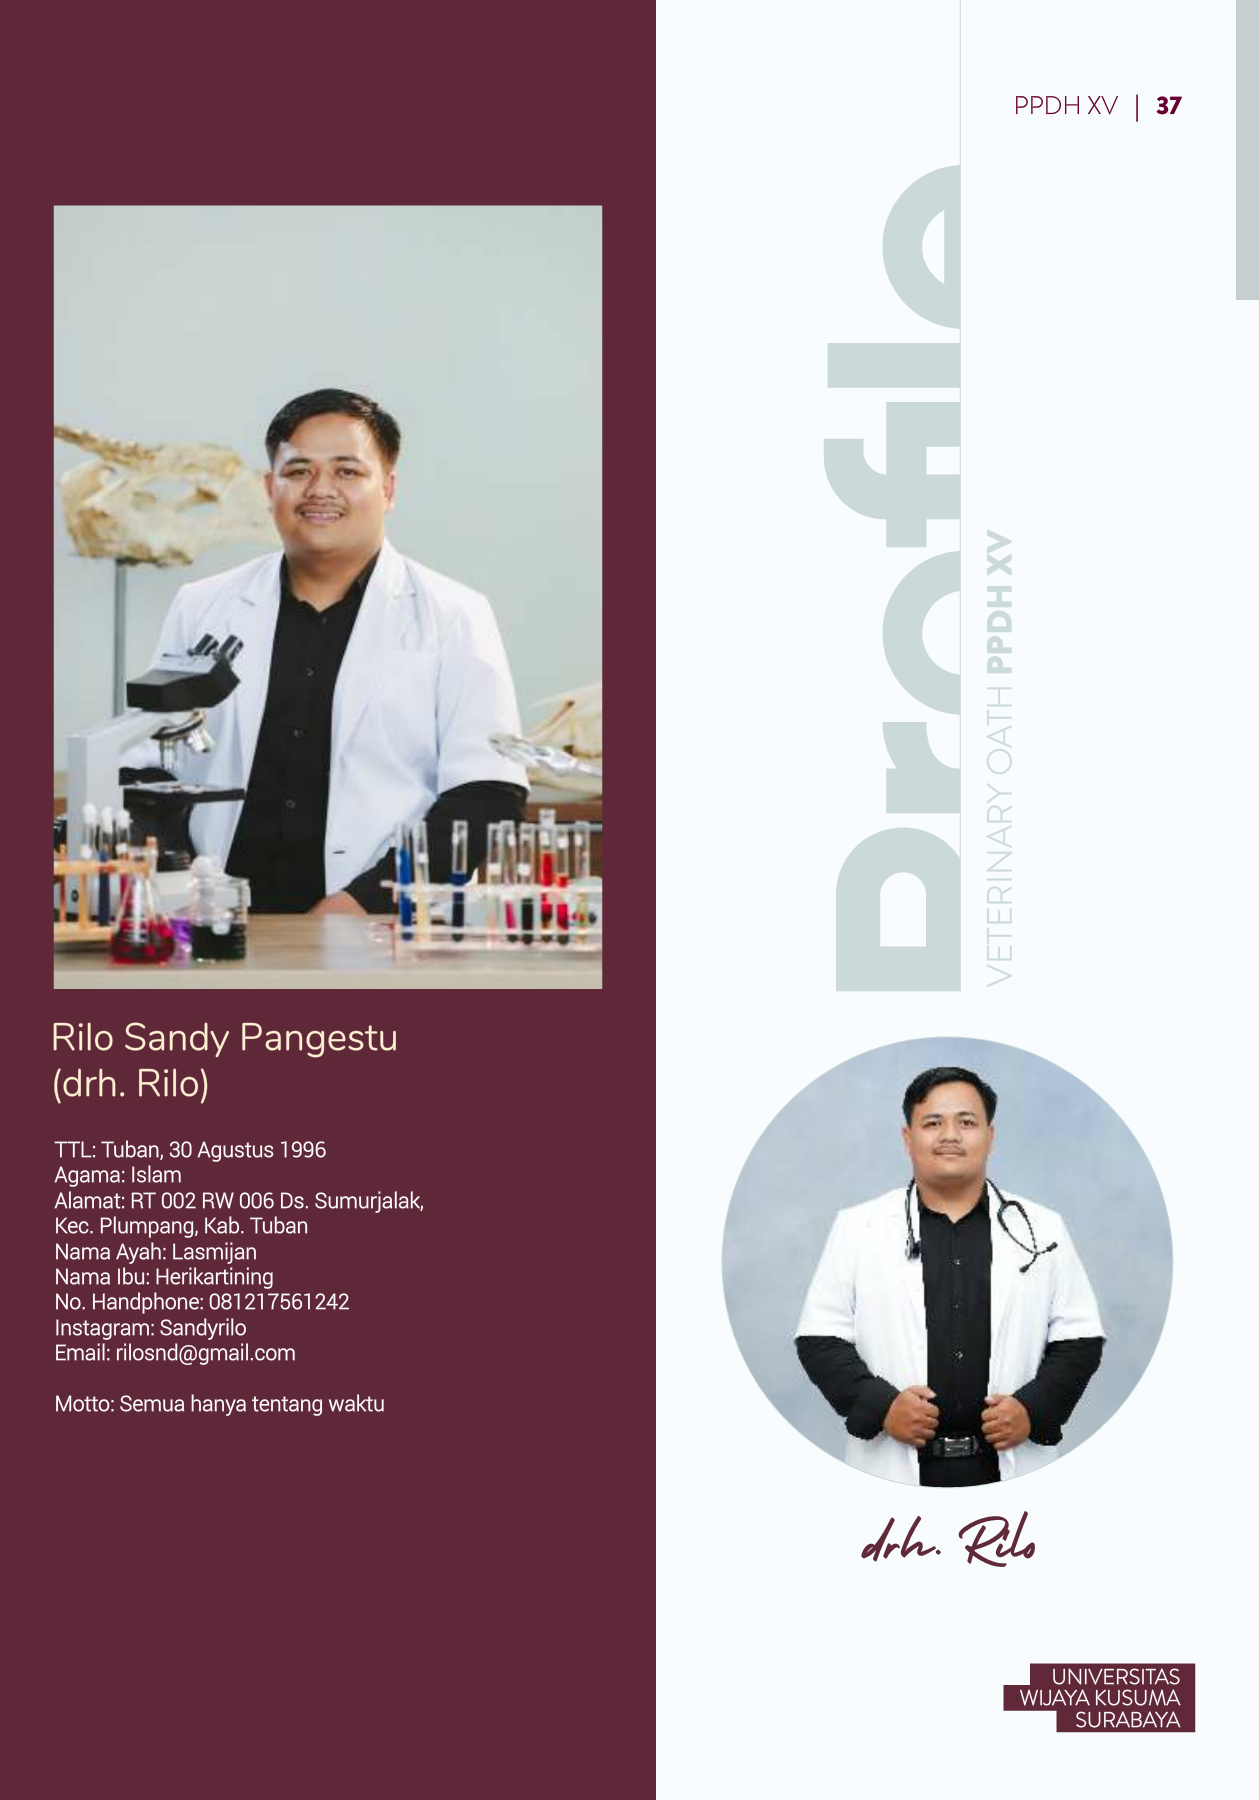 PPDH XV | 37
Profile
VETERINARY OATH PPDH XV
Rilo Sandy Pangestu
(drh. Rilo)
TTL: Tuban, 30 Agustus 1996
Agama: Islam
Alamat: RT 002 RW 006 Ds. Sumurjalak,
Kec. Plumpang, Kab. Tuban
Nama Ayah: Lasmijan
Nama Ibu: Herikartining
No. Handphone: 081217561242
Instagram: Sandyrilo
Email: rilosnd@gmail.com
Motto: Semua hanya tentang waktu
drh. Rilo
UNIVERSITAS
WIJAYA KUSUMA
SURABAYA